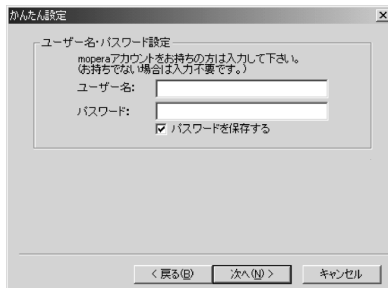 かんたん設定
ユーザー名・パスワード設定
moperaアカウントをお持ちの方は入力して下さい。
(お持ちでない場合は入力不要です。)
ユーザー名:
パスワード:
パスワードを保存する
< 戻る(B)
次へ(N) >
キャンセル